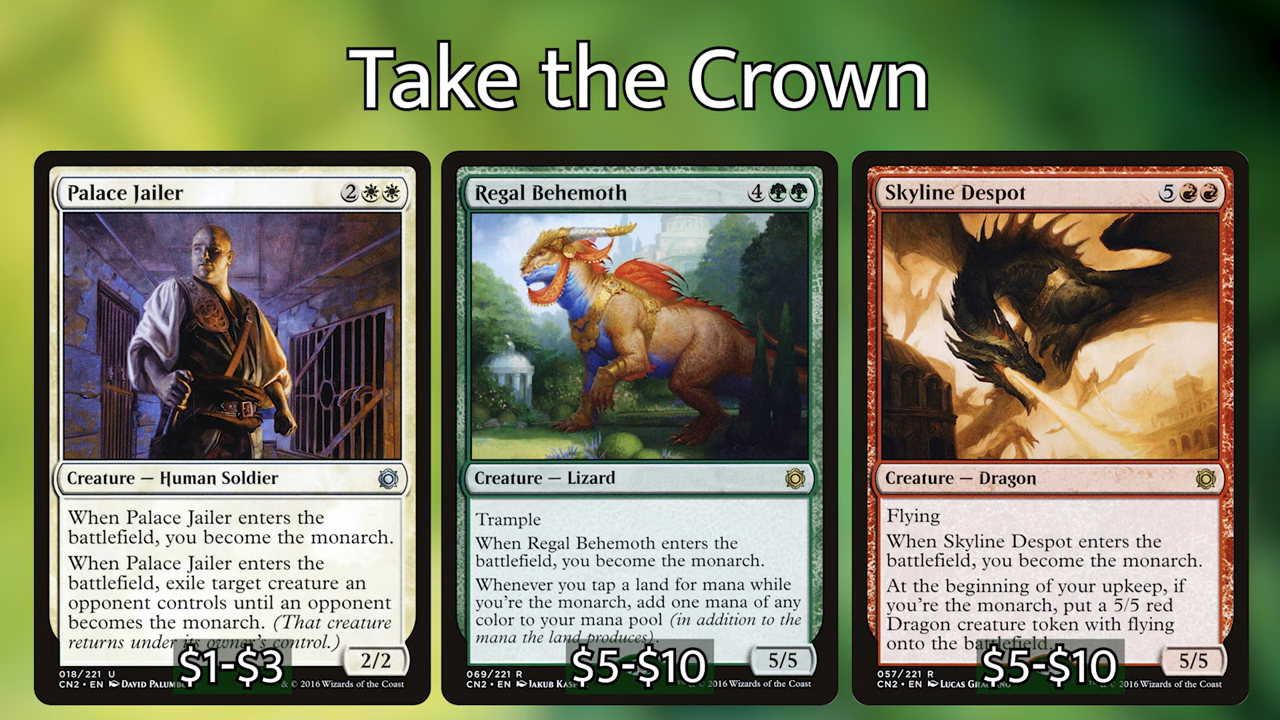 Take the Crown
Palace Jailer 2
Creature — Human Soldier
When Palace Jailer enters the
battlefield, you become the monarch.
When Palace Jailer enters the
battlefield, exile target creature an
opponent controls until an opponent
becomes the monarch. (That creature
returns under its owner's control.)
$1-$3
2/2
018/221 U
CN2 • EN DAVID PALUMBO & © 2016 Wizards of the Coast
Regal Behemoth 4
Creature — Lizard
Trample
When Regal Behemoth enters the
battlefield, you become the monarch.
Whenever you tap a land for mana while
you're the monarch, add one mana of any
color to your mana pool (in addition to the
mana the land produces).
$5-$10
5/5
069/221 R
CN2 • EN JAKUB ™ & © 2016 Wizards of the Coast
Skyline Despot 5
Creature — Dragon
Flying
When Skyline Despot enters the
battlefield, you become the monarch.
At the beginning of your upkeep, if
you're the monarch, put a 5/5 red
Dragon creature token with flying
onto the battlefield.
$5-$10
5/5
057/221 R
CN2 • EN LUCAS ™ & © 2016 Wizards of the Coast